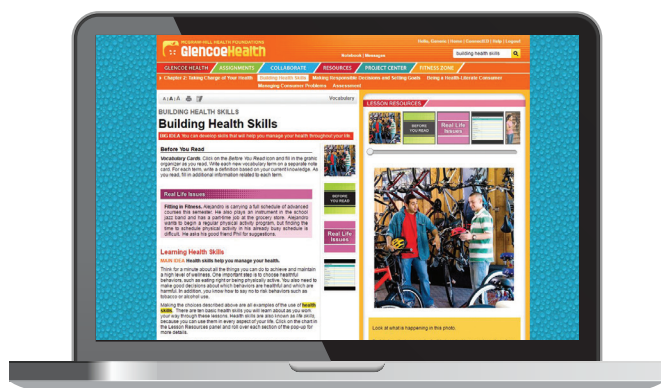 McGRAW-HILL HEALTH FOUNDATIONS
GlencoeHealth
Hello, Generic | Home | ConnectED | Help | Logout
Notebook | Messages
building health skills
GLENCOE HEALTH
ASSIGNMENTS
COLLABORATE
RESOURCES
PROJECT CENTER
FITNESS ZONE
Chapter 2: Taking Charge of Your Health Building Health Skills Making Responsible Decisions and Setting Goals Being a Health-Literate Consumer
Managing Consumer Problems Assessment
Vocabulary
BUILDING HEALTH SKILLS
Building Health Skills
BIG IDEA You can develop skills that will help you manage your health throughout your life.
Before You Read
Vocabulary Cards. Click on the Before You Read icon and fill in the graphic
organizer as you read. Write each new vocabulary term on a separate note
card. For each term, write a definition based on your current knowledge. As
you read, fill in additional information related to each term.
Real Life Issues
Fitting in Fitness. Alejandro is carrying a full schedule of advanced
courses this semester. He also plays an instrument in the school
jazz band and has a part-time job at the grocery store. Alejandro
wants to begin a regular physical activity program, but finding the
time to schedule physical activity in his already busy schedule is
difficult. He asks his good friend Phil for suggestions.
Learning Health Skills
MAIN IDEA Health skills help you manage your health.
Think for a minute about all the things you can do to achieve and maintain
a high level of wellness. One important step is to choose healthful
behaviors, such as eating right or being physically active. You also need to
make good decisions about which behaviors are healthful and which are
harmful. In addition, you know how to say no to risk behaviors such as
tobacco or alcohol use.
Making the choices described above are all examples of the use of health
skills. There are ten basic health skills you will learn about as you work
your way through these lessons. Health skills are also known as life skills,
because you can use them in every aspect of your life. Click on the chart in
the Lesson Resources panel and roll over each section of the pop-up for
more details.
BEFORE
YOU READ
Real Life
Issues
LESSON RESOURCES
BEFORE
YOU READ
Real Life
Issues
Look at what is happening in this photo.